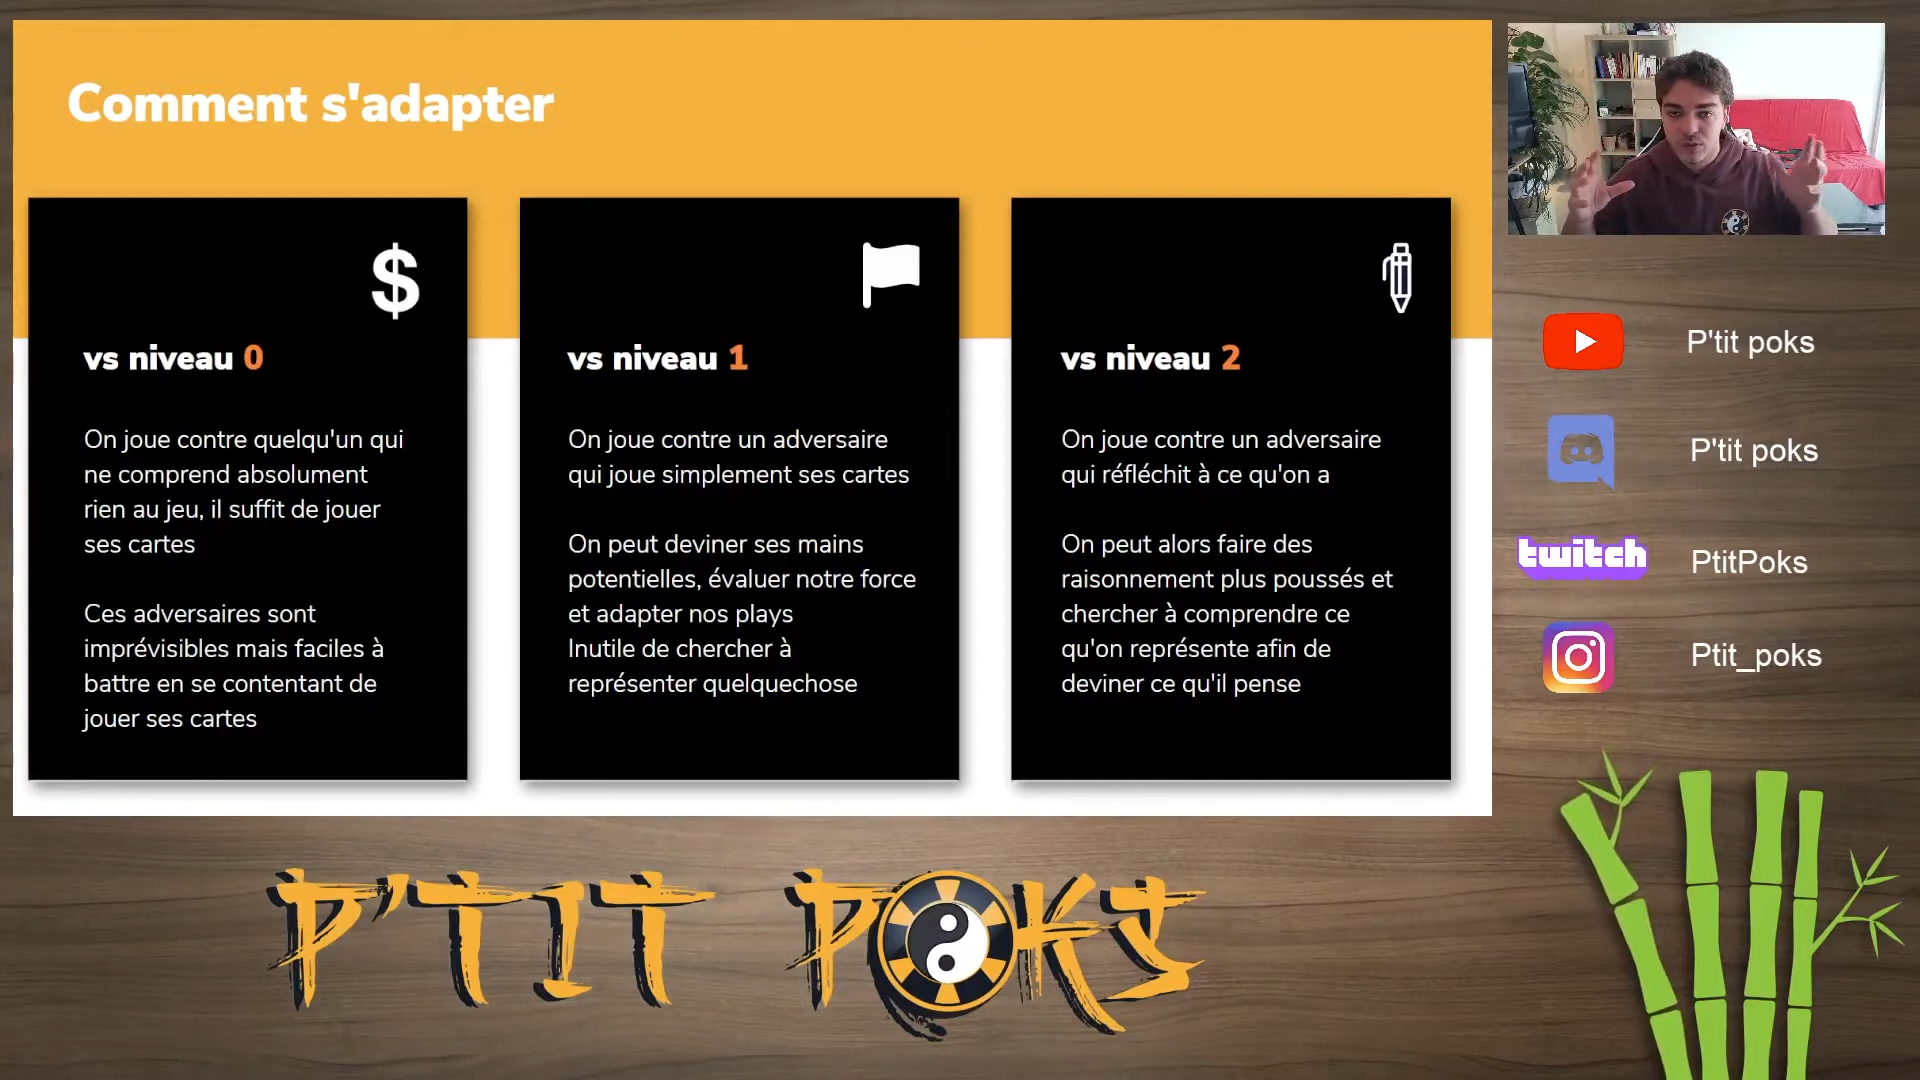 Comment s'adapter
$
vs niveau 0
On joue contre quelqu'un qui
ne comprend absolument
rien au jeu, il suffit de jouer
ses cartes
Ces adversaires sont
imprévisibles mais faciles à
battre en se contentant de
jouer ses cartes
vs niveau 1
On joue contre un adversaire
qui joue simplement ses cartes
On peut deviner ses mains
potentielles, évaluer notre force
et adapter nos plays
Inutile de chercher à
représenter quelquechose
vs niveau 2
On joue contre un adversaire
qui réfléchit à ce qu'on a
On peut alors faire des
raisonnement plus poussés et
chercher à comprendre ce
qu'on représente afin de
deviner ce qu'il pense
P'tit poks
P'tit poks
twitch PtitPoks
Ptit_poks
P'TIT POKS